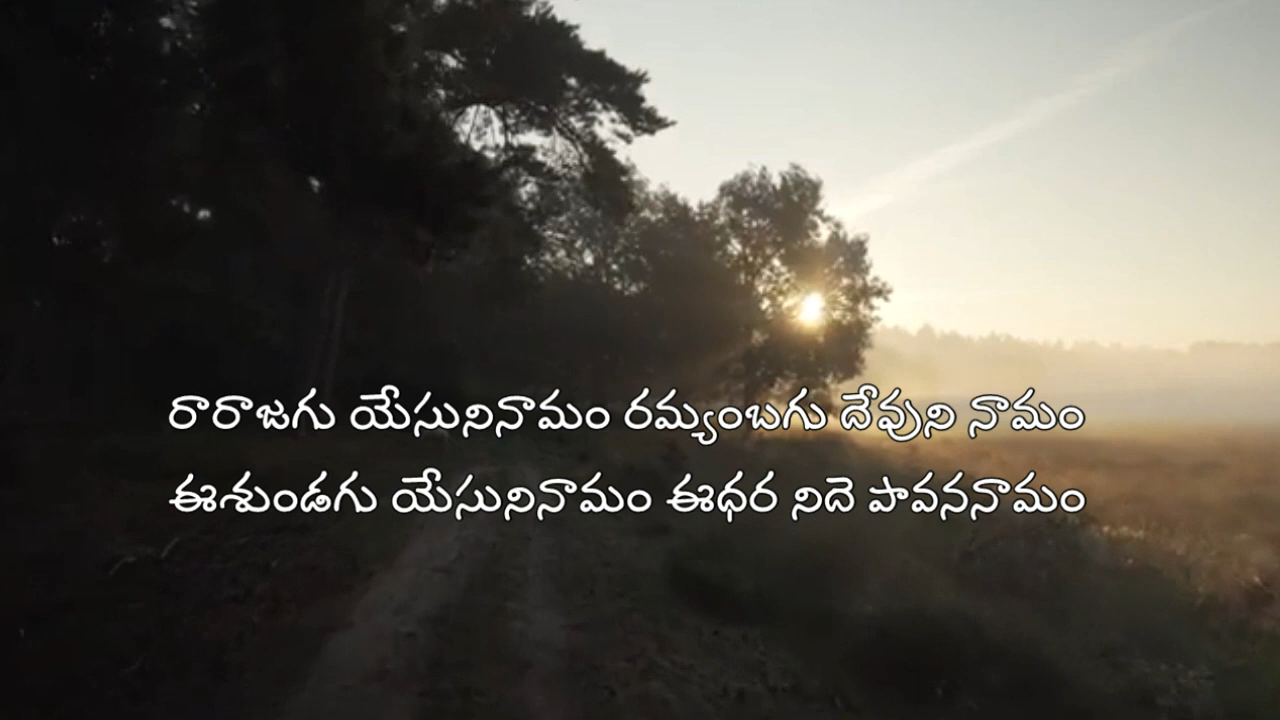 రారాజగు యేసునినామం రమ్యంబగు దేవుని నామం
ఈశుండగు యేసునినామం ఈధర నిదె పావననామం